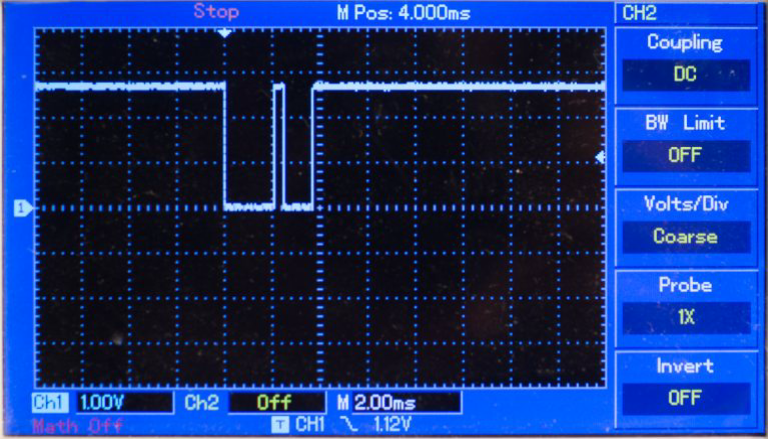 Stop M Pos: 4.000ms CH2
Coupling
DC
BW Limit
OFF
Volts/Div
Coarse
Probe
1X
Invert
OFF
1
Ch1 1.00V Ch2 Off M 2.00ms
Math Off T CH1 1.12V